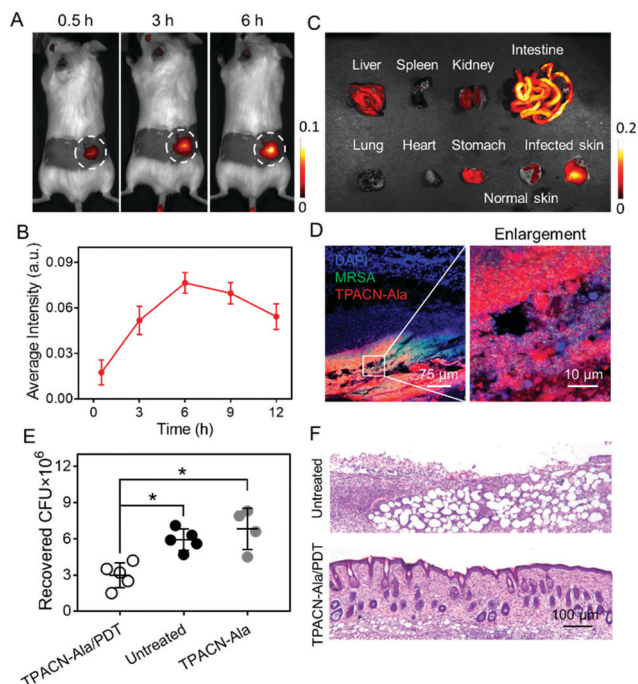 A
0.5 h
3 h
6 h
0.1
0
B
Average Intensity (a.u.)
0.09
0.06
0.03
0.00
0
3
6
9
12
Time (h)
C
Liver
Spleen
Kidney
Intestine
Lung
Heart
Stomach
Infected skin
Normal skin
0.2
0
D
DAPI
MRSA
TPACN-Ala
75 μm
Enlargement
10 μm
E
Recovered CFU×10⁶
12
9
6
3
0
*
*
TPACN-Ala/PDT
Untreated
TPACN-Ala
F
Untreated
TPACN-Ala/PDT
100 μm